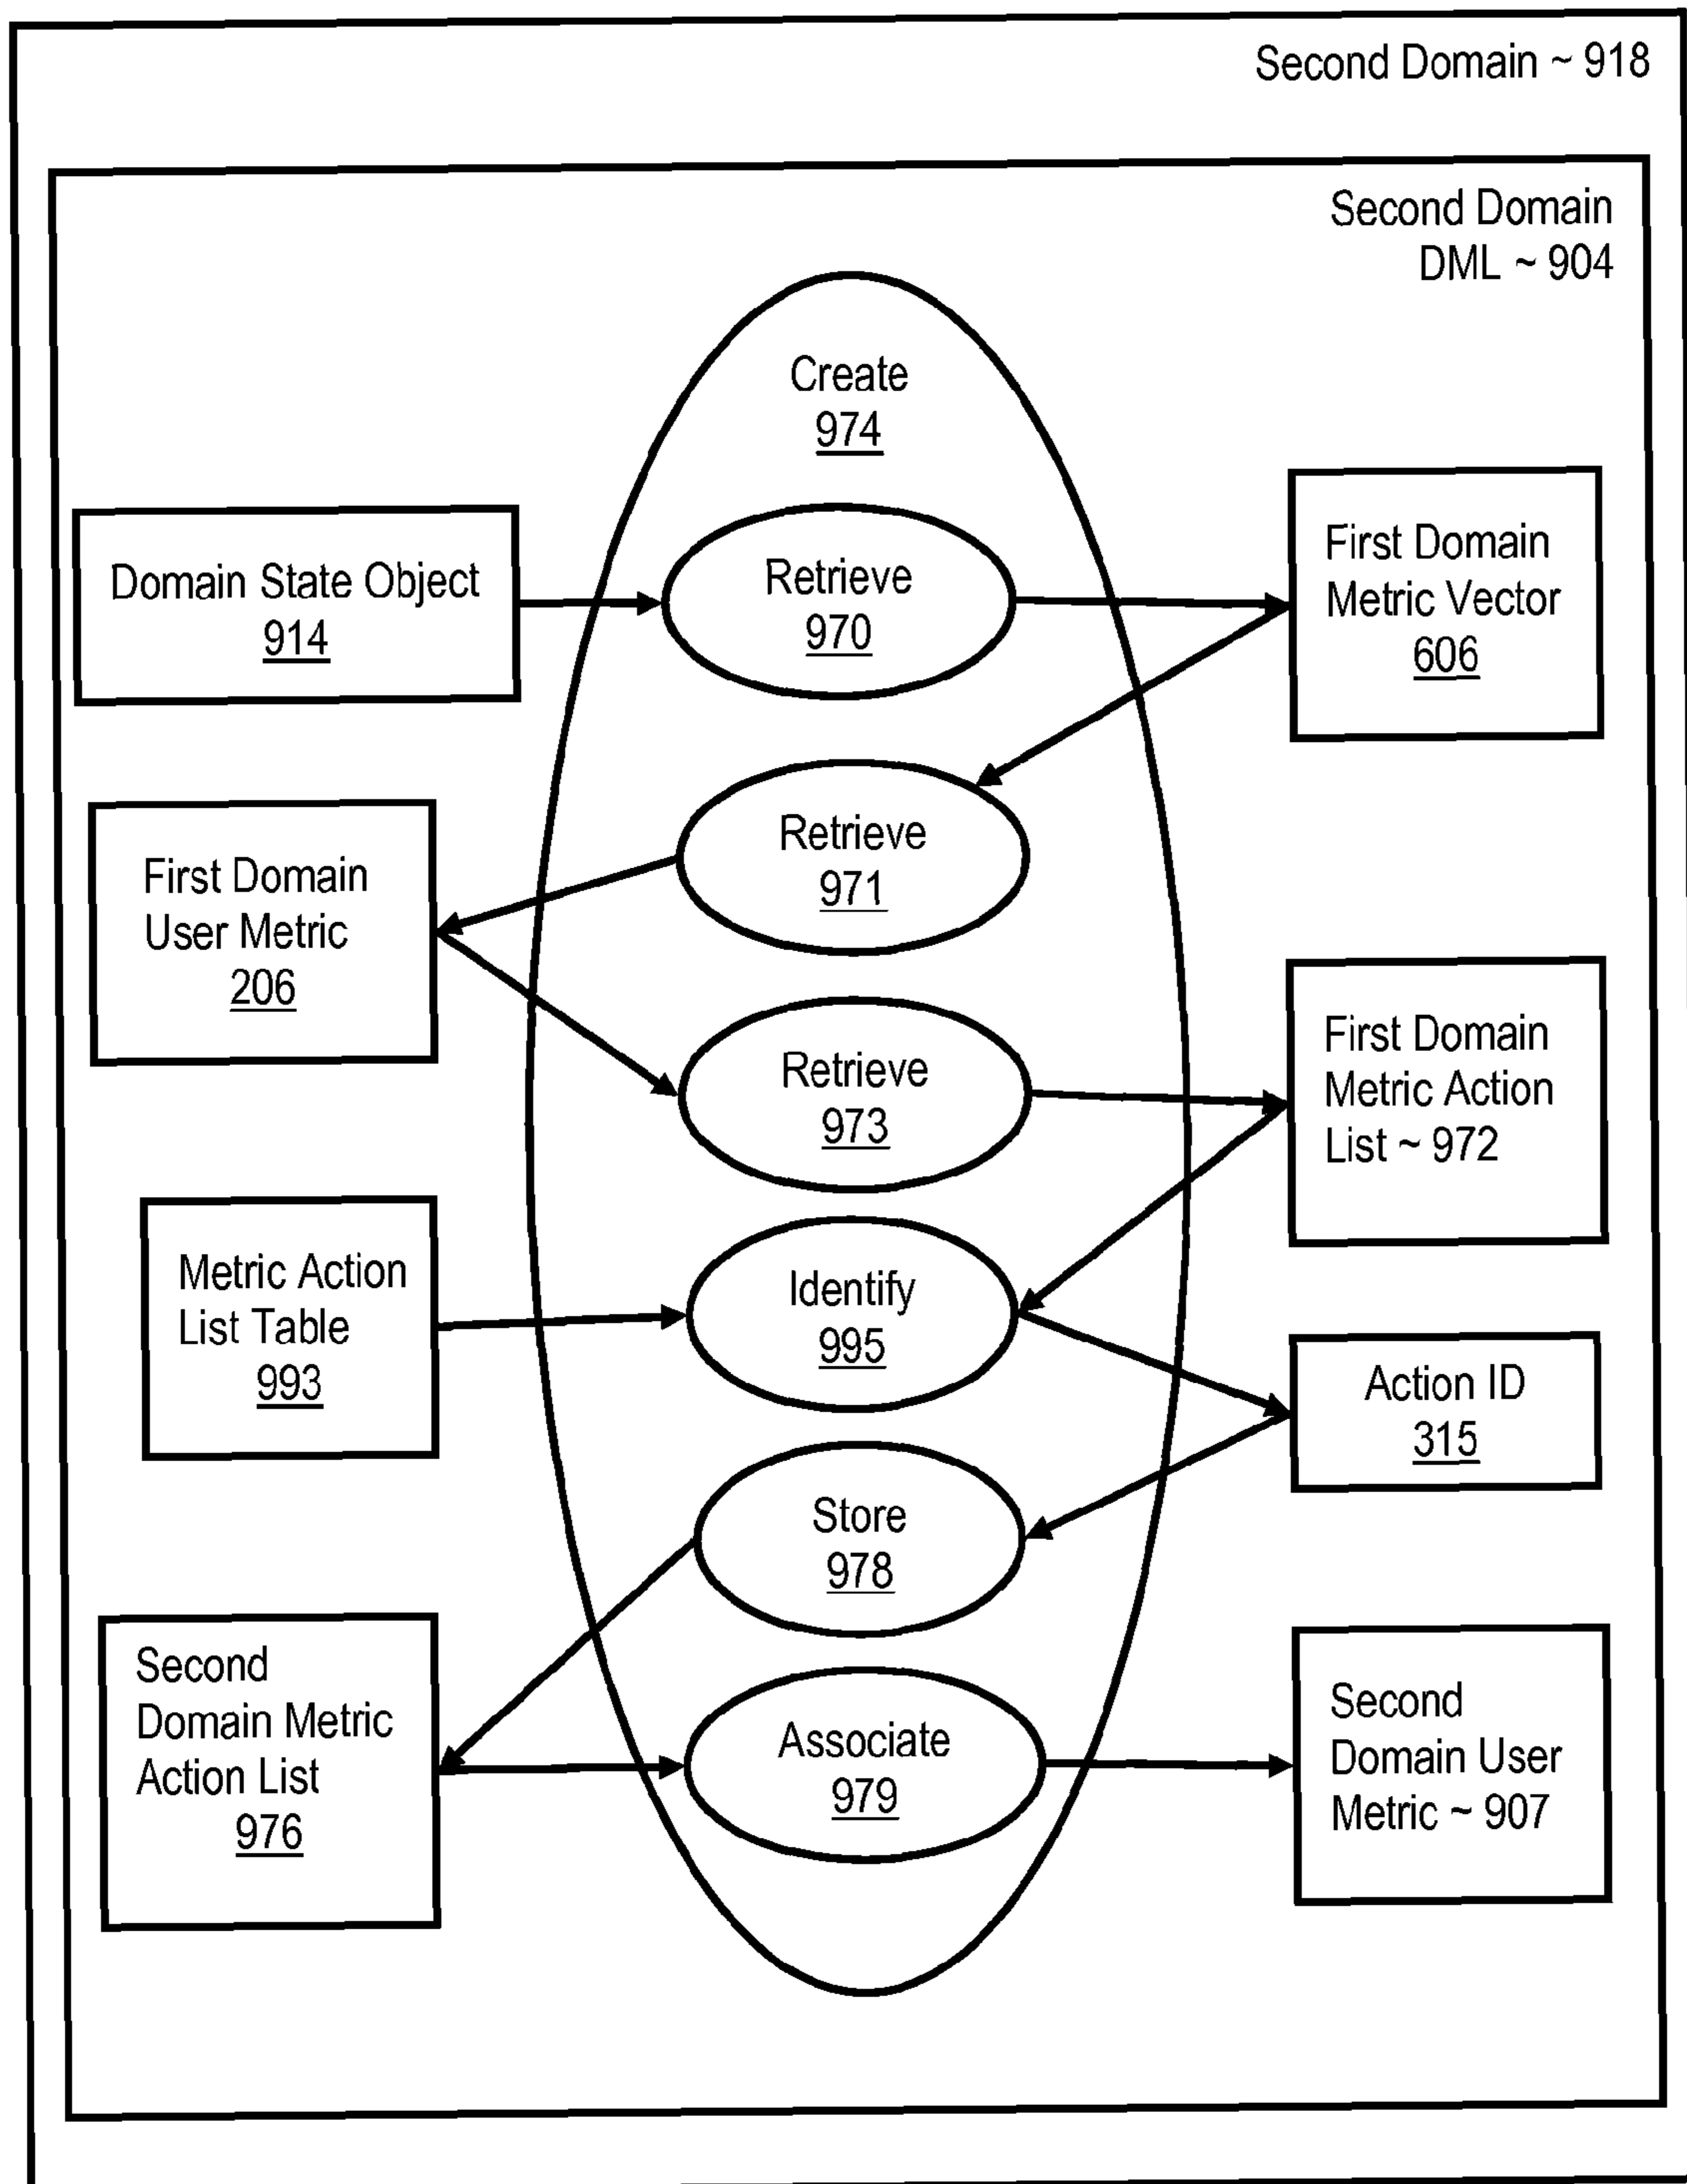 Second Domain ~ 918
Second Domain
DML ~ 904
Create
974
Domain State Object
914
Retrieve
970
First Domain
Metric Vector
606
Retrieve
971
First Domain
User Metric
206
Retrieve
973
First Domain
Metric Action
List ~ 972
Metric Action
List Table
993
Identify
995
Action ID
315
Store
978
Second
Domain Metric
Action List
976
Associate
979
Second
Domain User
Metric ~ 907